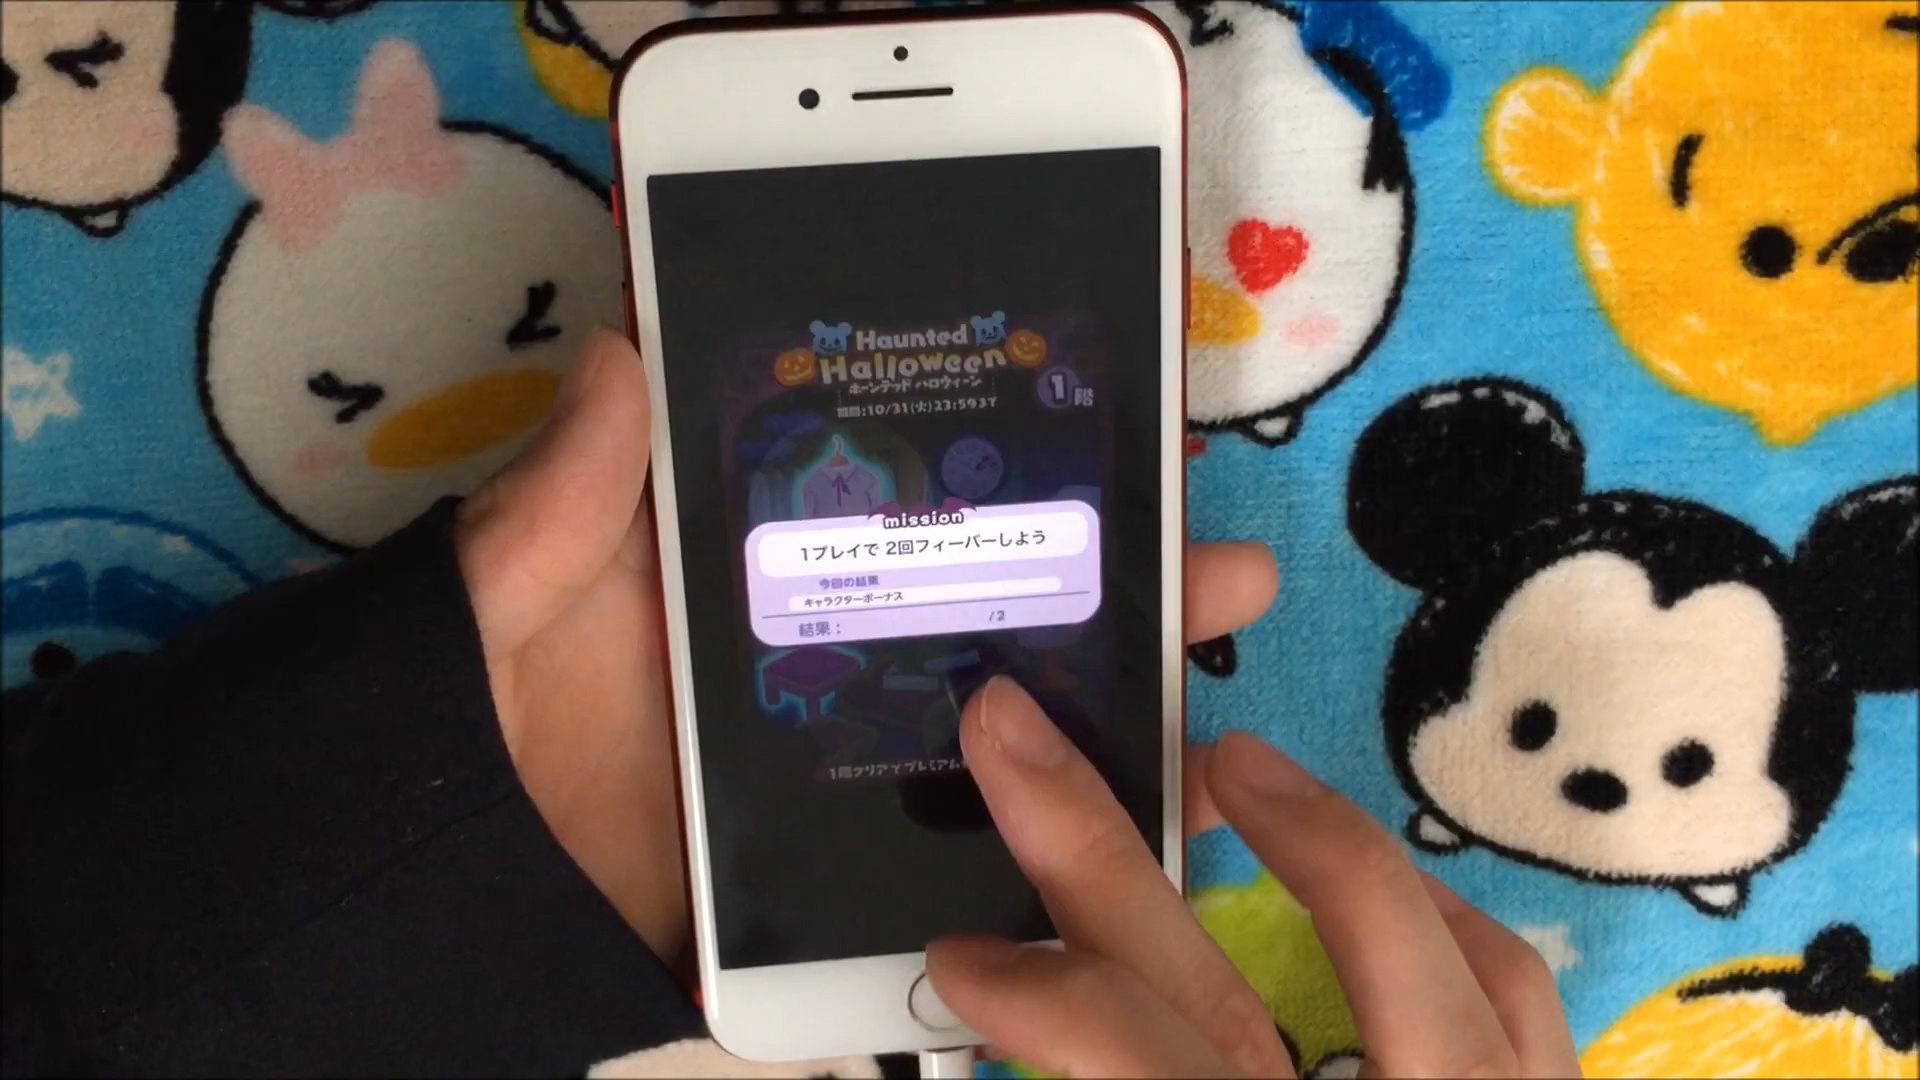 Haunted
Halloween
ホーンテッド ハロウィーン
期間:10/31(火)23:59まで
1階
mission
1プレイで 2回フィーバーしよう
今回の結果
キャラクターボーナス
結果: /2
1階クリアでプレミアム